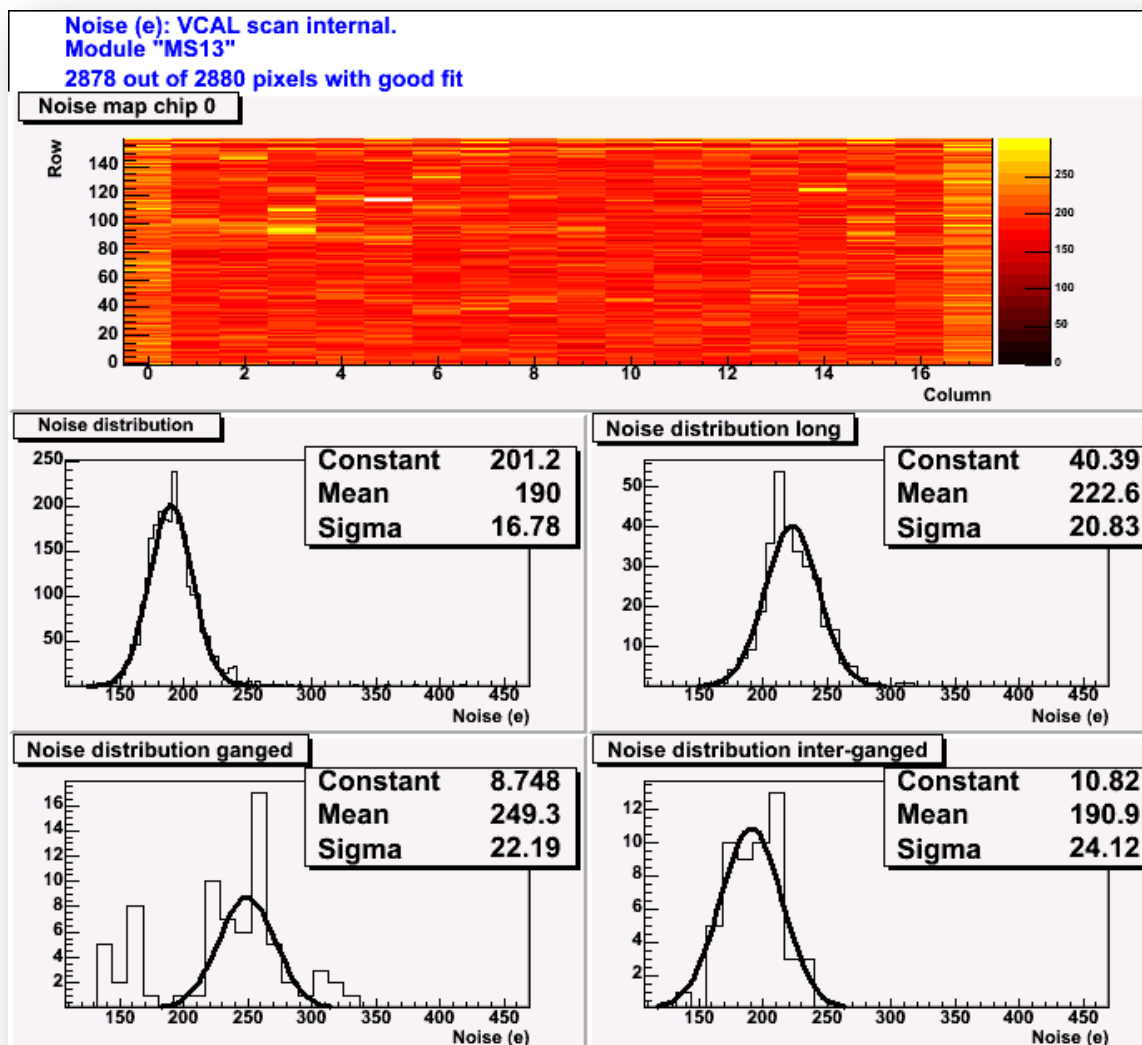 Noise (e): VCAL scan internal.
Module "MS13"
2878 out of 2880 pixels with good fit
Noise map chip 0
Row
140
120
100
80
60
40
20
0
0 2 4 6 8 10 12 14 16
Column
250
200
150
100
50
0
Noise distribution
Constant 201.2
Mean 190
Sigma 16.78
250
200
150
100
50
150 200 250 300 350 400 450
Noise (e)
Noise distribution long
Constant 40.39
Mean 222.6
Sigma 20.83
50
40
30
20
10
150 200 250 300 350 400 450
Noise (e)
Noise distribution ganged
Constant 8.748
Mean 249.3
Sigma 22.19
16
14
12
10
8
6
4
2
150 200 250 300 350 400 450
Noise (e)
Noise distribution inter-ganged
Constant 10.82
Mean 190.9
Sigma 24.12
12
10
8
6
4
2
150 200 250 300 350 400 450
Noise (e)